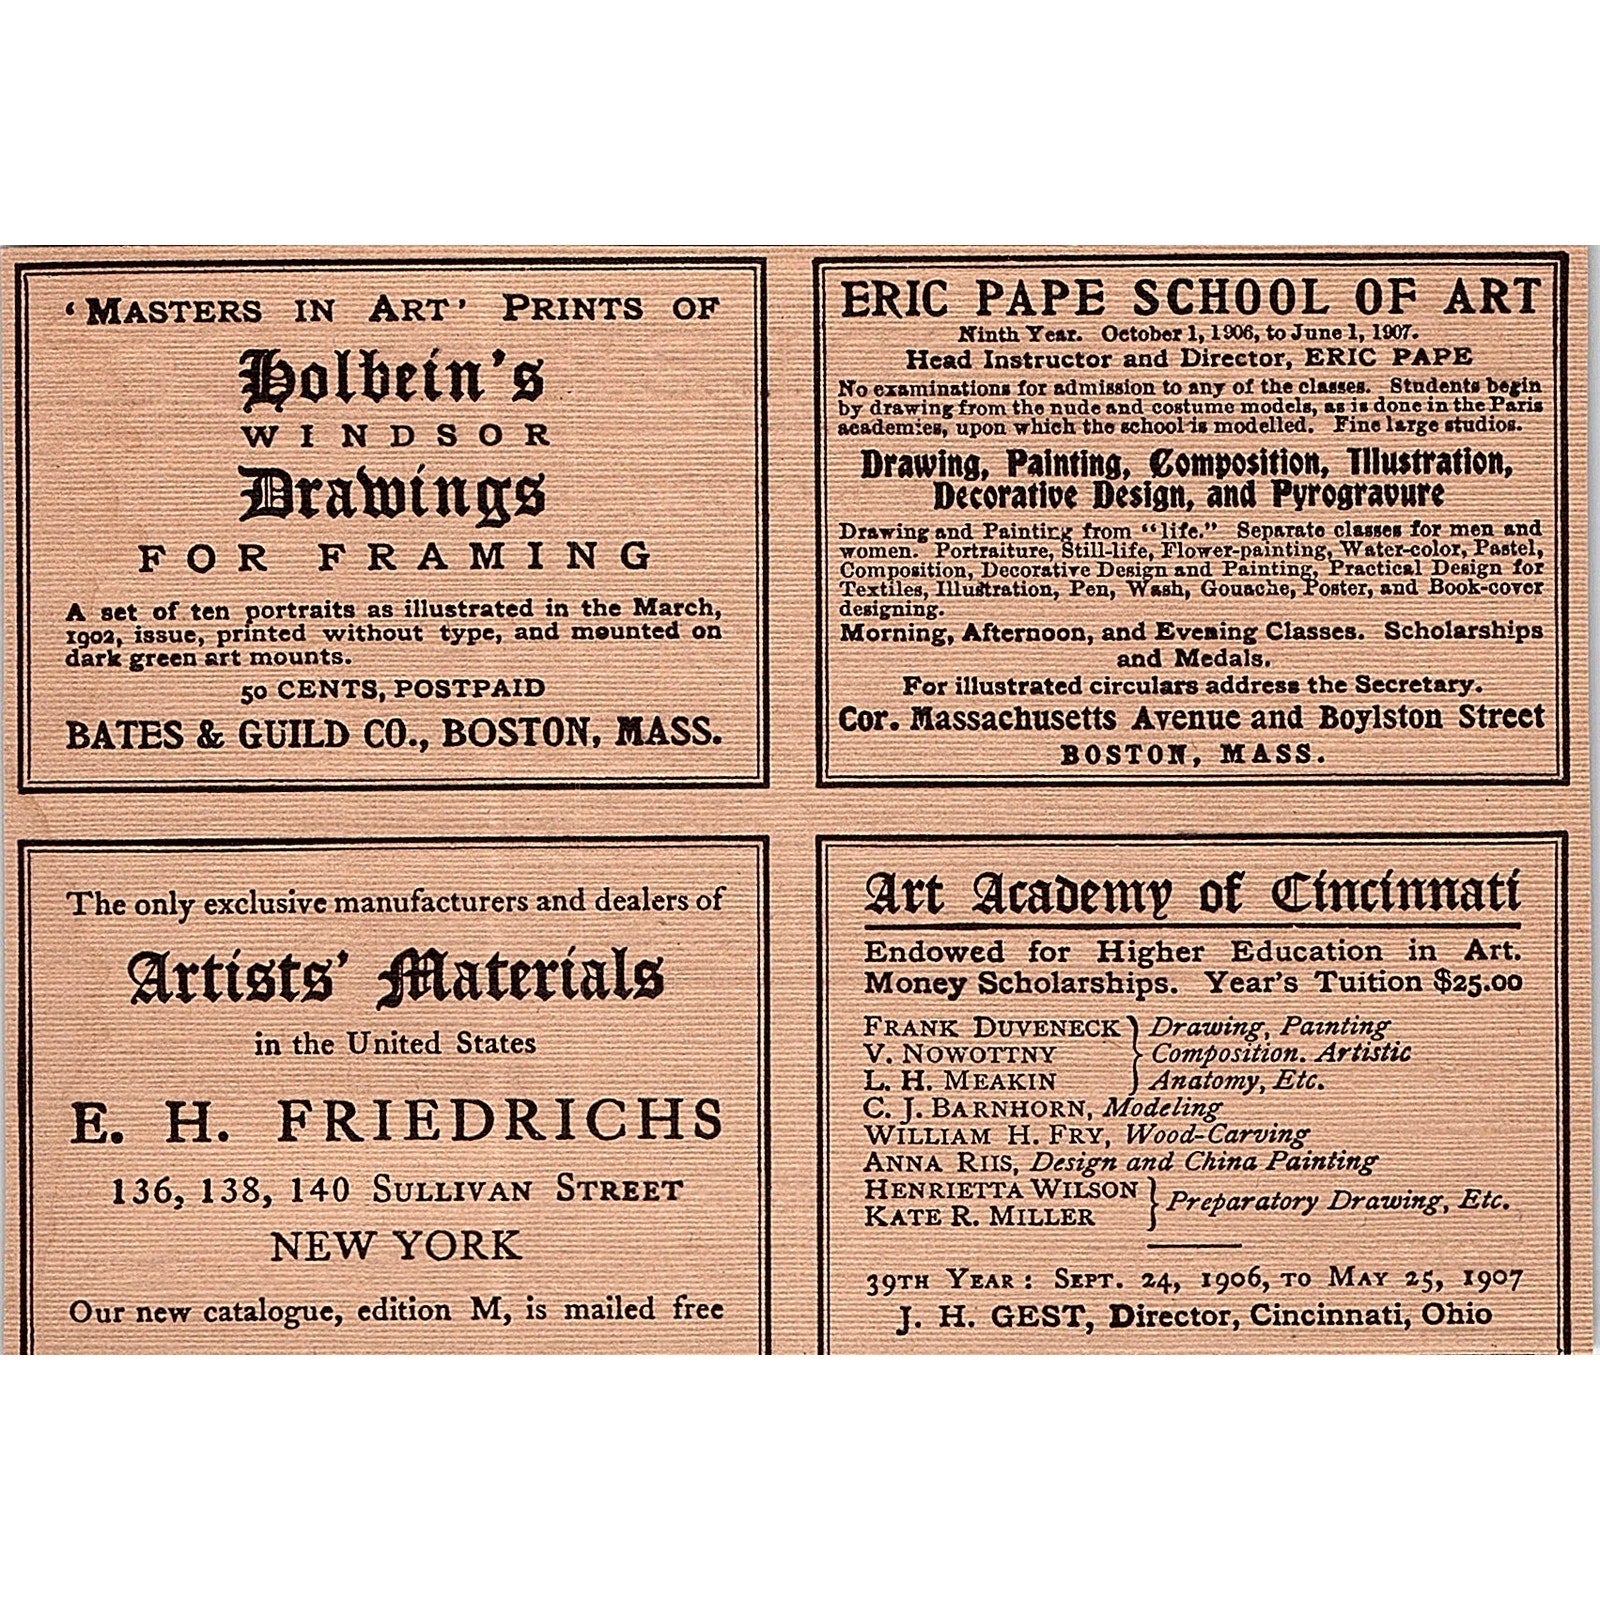 ‘MASTERS IN ART’ PRINTS OF
Holbein's
WINDSOR
Drawings
FOR FRAMING
A set of ten portraits as illustrated in the March,
1902, issue, printed without type, and mounted on
dark green art mounts.
50 CENTS, POSTPAID
BATES & GUILD CO., BOSTON, MASS.
ERIC PAPE SCHOOL OF ART
Ninth Year. October 1, 1906, to June 1, 1907.
Head Instructor and Director, ERIC PAPE
No examinations for admission to any of the classes. Students begin
by drawing from the nude and costume models, as is done in the Paris
academies, upon which the school is modelled. Fine large studios.
Drawing, Painting, Composition, Illustration,
Decorative Design, and Pyrogravure
Drawing and Painting from “life.” Separate classes for men and
women. Portraiture, Still-life, Flower-painting, Water-color, Pastel,
Composition, Decorative Design and Painting, Practical Design for
Textiles, Illustration, Pen, Wash, Gouache, Poster, and Book-cover
designing.
Morning, Afternoon, and Evening Classes. Scholarships
and Medals.
For illustrated circulars address the Secretary.
Cor. Massachusetts Avenue and Boylston Street
BOSTON, MASS.
The only exclusive manufacturers and dealers of
Artists' Materials
in the United States
E. H. FRIEDRICHS
136, 138, 140 SULLIVAN STREET
NEW YORK
Our new catalogue, edition M, is mailed free
Art Academy of Cincinnati
Endowed for Higher Education in Art.
Money Scholarships. Year's Tuition $25.00
FRANK DUVENECK } Drawing, Painting
V. NOWOTTNY } Composition. Artistic
L. H. MEAKIN } Anatomy, Etc.
C. J. BARNHORN, Modeling
WILLIAM H. FRY, Wood-Carving
ANNA RIIS, Design and China Painting
HENRIETTA WILSON } Preparatory Drawing, Etc.
KATE R. MILLER
39TH YEAR: SEPT. 24, 1906, TO MAY 25, 1907
J. H. GEST, Director, Cincinnati, Ohio